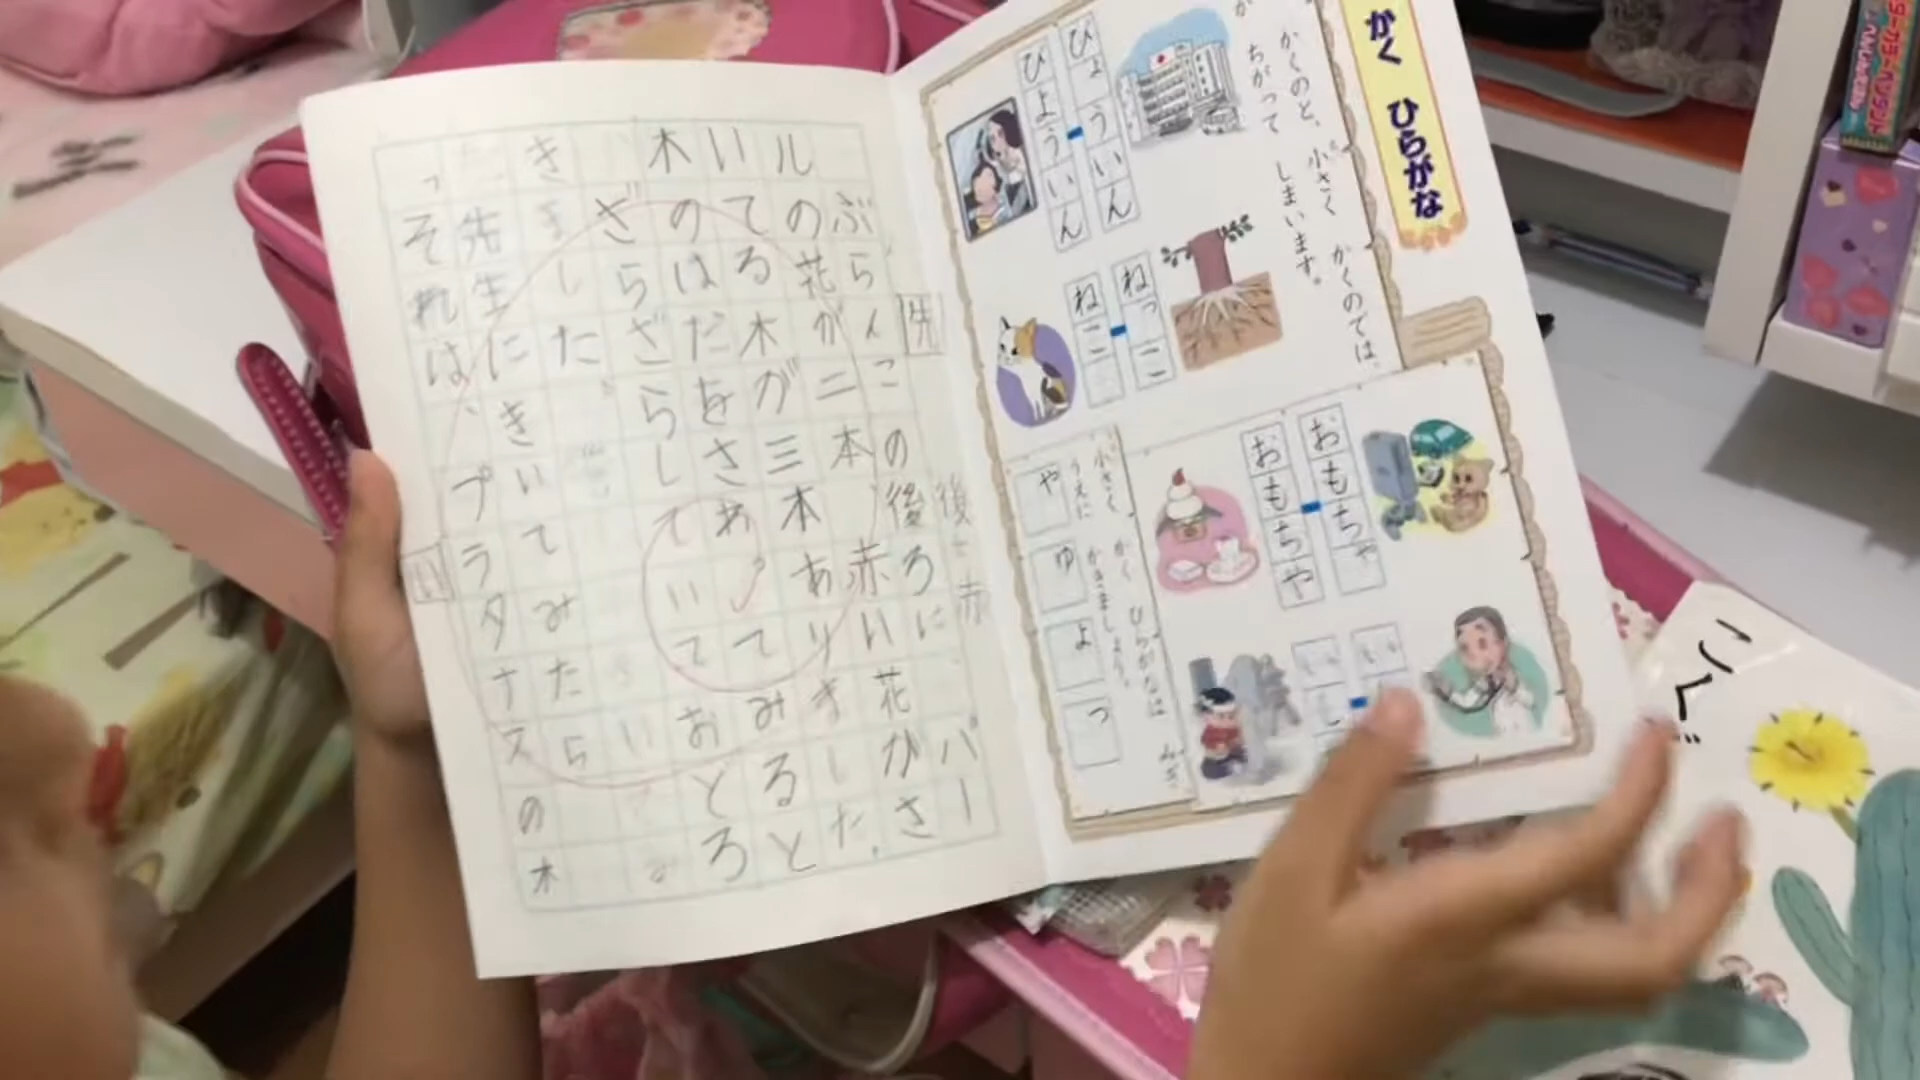 かく ひらがな
かくのと、小さく かくのでは、
ちがって しまいます。
びょういん
びよういん
ねっこ
ねこ
おもちゃ
おもちや
小さく かく ひらがなは みぎ
うえに かきましょう。
や
ゆ
ょ
っ
先
後
赤
ぶらんこの後ろに、パー
ルの花が二本、赤い花がさ
いてる木が三本ありました。
木のはだをさわってみると
ざらざらしていておどろ
きました。
先生にきいてみたら
それは、プラタナスの木
こくご